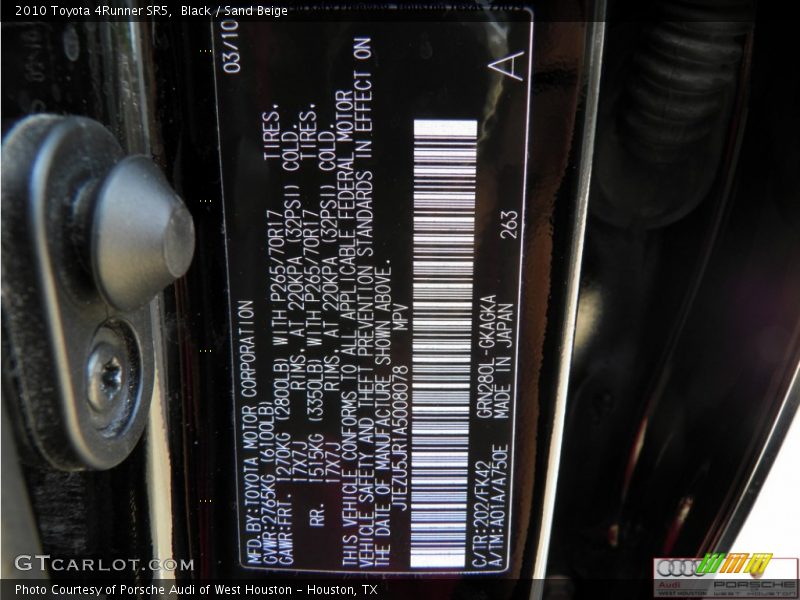 2010 Toyota 4Runner SR5,  Black / Sand Beige
MFD.BY:TOYOTA MOTOR CORPORATION 03/10
GVWR:2765KG (6100LB)
GAWR:FRT. 1270KG (2800LB) WITH P265/70R17 TIRES.
17X7J RIMS, AT 220KPA (32PSI) COLD.
RR. 1515KG (3350LB) WITH P265/70R17 TIRES.
17X7J RIMS, AT 220KPA (32PSI) COLD.
THIS VEHICLE CONFORMS TO ALL APPLICABLE FEDERAL MOTOR
VEHICLE SAFETY AND THEFT PREVENTION STANDARDS IN EFFECT ON
THE DATE OF MANUFACTURE SHOWN ABOVE.
JTEZU5JR1A5008078 MPV
C/TR:202/FK42 GRN280L-GKAGKA
A/TM:A01A/A750E MADE IN JAPAN 263 A
GTCarLot.com
Audi PORSCHE
WEST HOUSTON WEST HOUSTON
Photo Courtesy of Porsche Audi of West Houston - Houston, TX